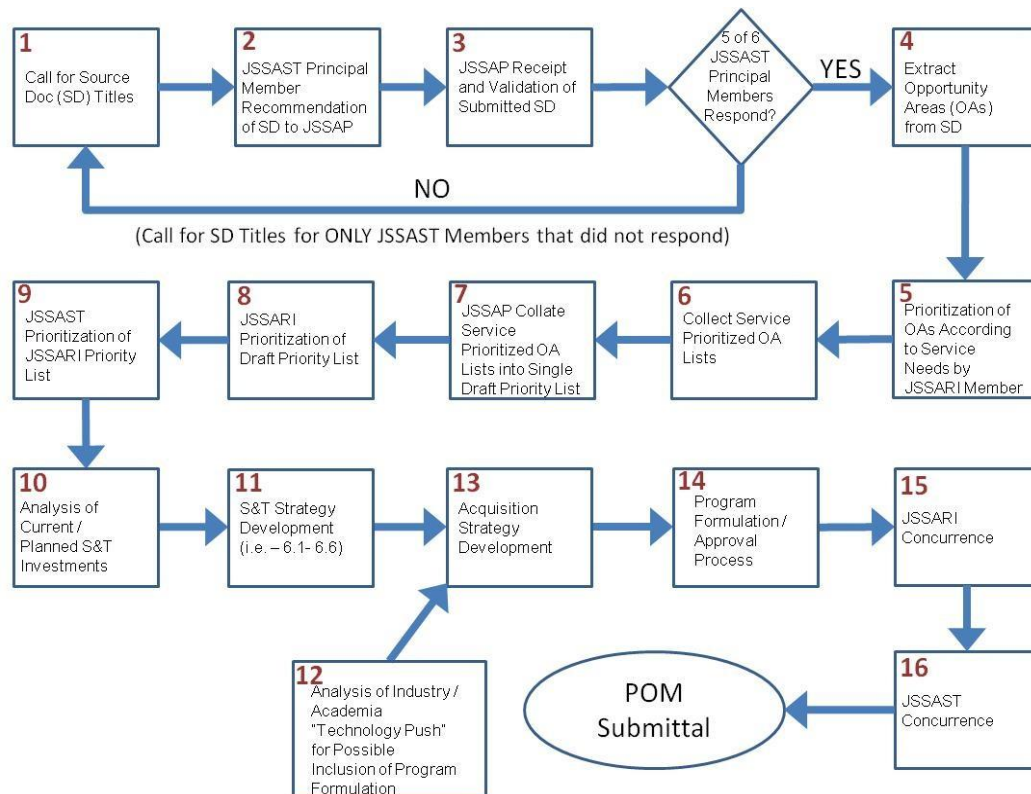 1
Call for Source
Doc (SD) Titles
2
JSSAST Principal
Member
Recommendation
of SD to JSSAP
3
JSSAP Receipt
and Validation of
Submitted SD
5 of 6
JSSAST
Principal
Members
Respond?
YES
4
Extract
Opportunity
Areas (OAs)
from SD
NO
(Call for SD Titles for ONLY JSSAST Members that did not respond)
9
JSSAST
Prioritization of
JSSARI Priority
List
8
JSSARI
Prioritization of
Draft Priority List
7
JSSAP Collate
Service
Prioritized OA
Lists into Single
Draft Priority List
6
Collect Service
Prioritized OA
Lists
5
Prioritization of
OAs According
to Service
Needs by
JSSARI Member
10
Analysis of
Current /
Planned S&T
Investments
11
S&T Strategy
Development
(i.e. – 6.1- 6.6)
13
Acquisition
Strategy
Development
14
Program
Formulation /
Approval
Process
15
JSSARI
Concurrence
12
Analysis of Industry /
Academia
"Technology Push"
for Possible
Inclusion of Program
Formulation
POM
Submittal
16
JSSAST
Concurrence